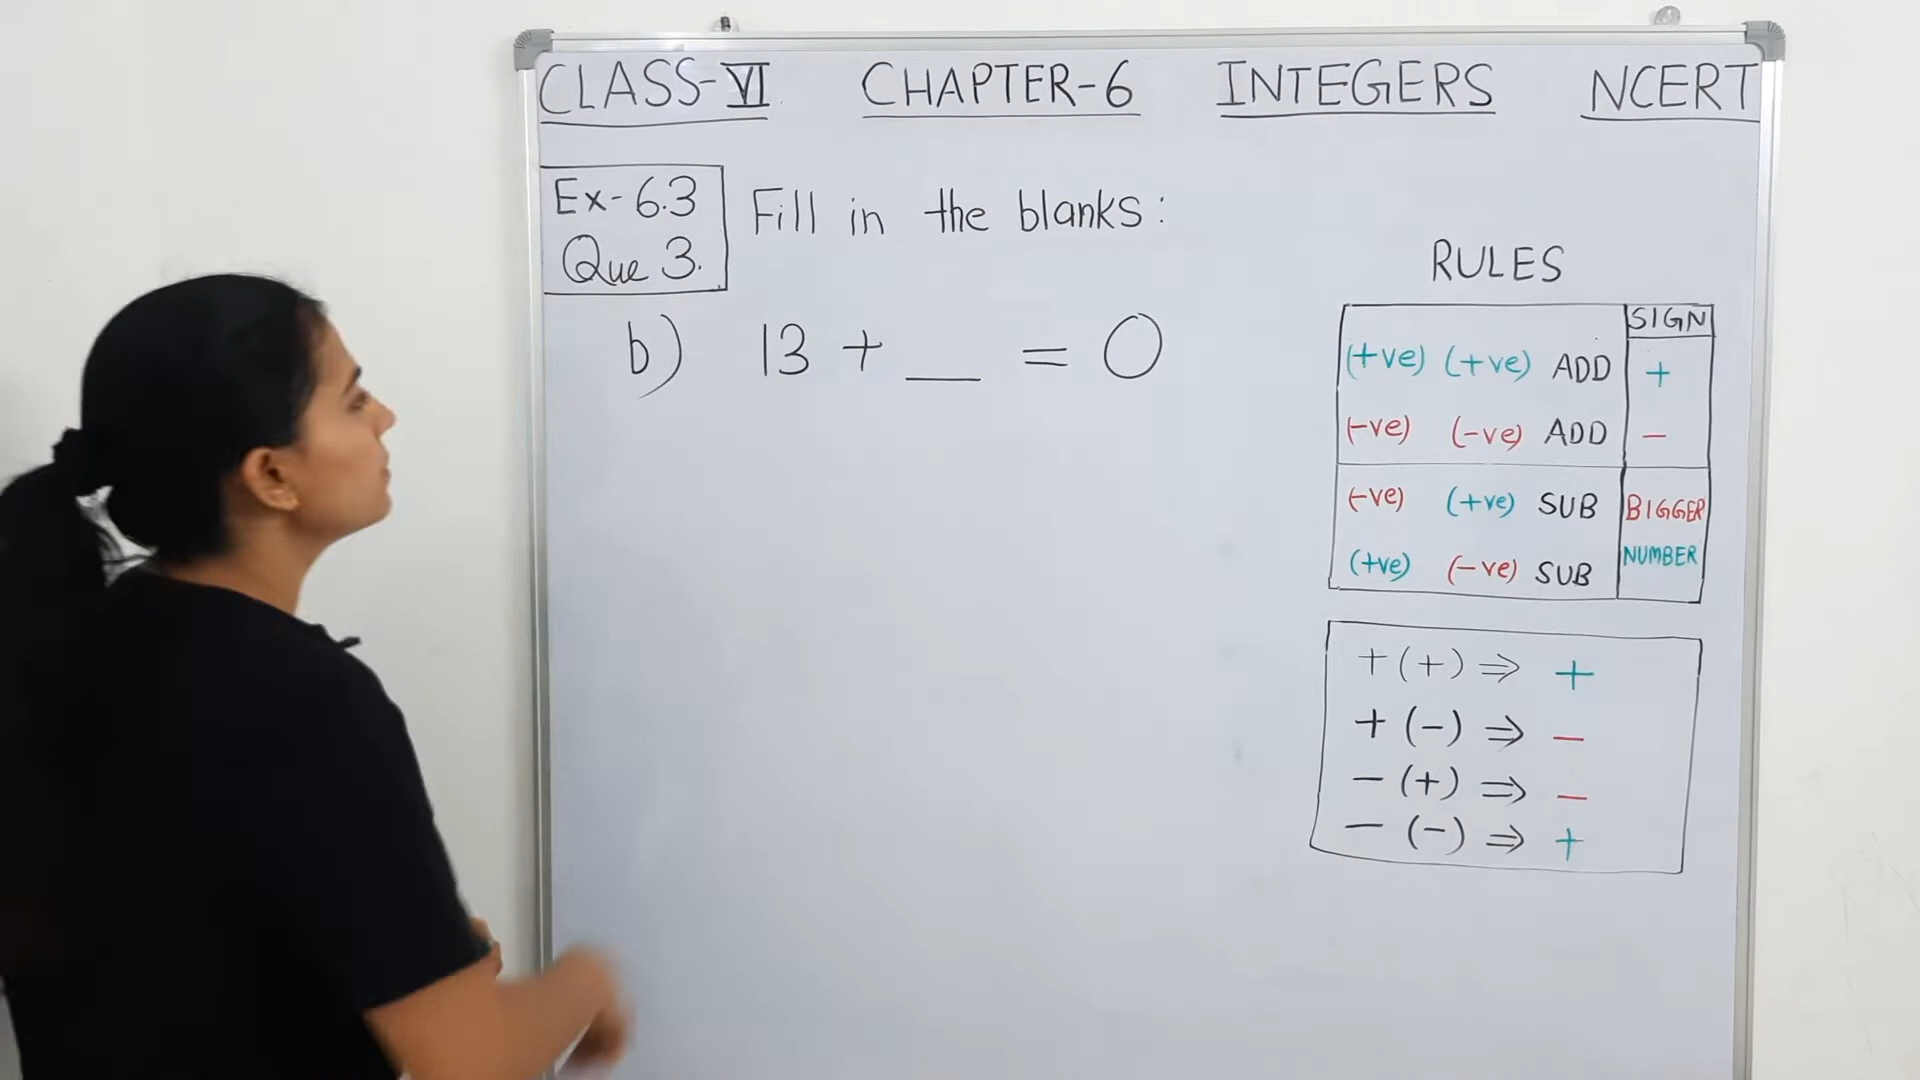 CLASS-VI CHAPTER-6 INTEGERS NCERT
Ex-6.3
Que 3.
Fill in the blanks:
b) 13 + __ = 0
RULES
SIGN
(+ve) (+ve) ADD +
(-ve) (-ve) ADD -
(-ve) (+ve) SUB BIGGER
(+ve) (-ve) SUB NUMBER
+ (+) ⇒ +
+ (-) ⇒ -
- (+) ⇒ -
- (-) ⇒ +